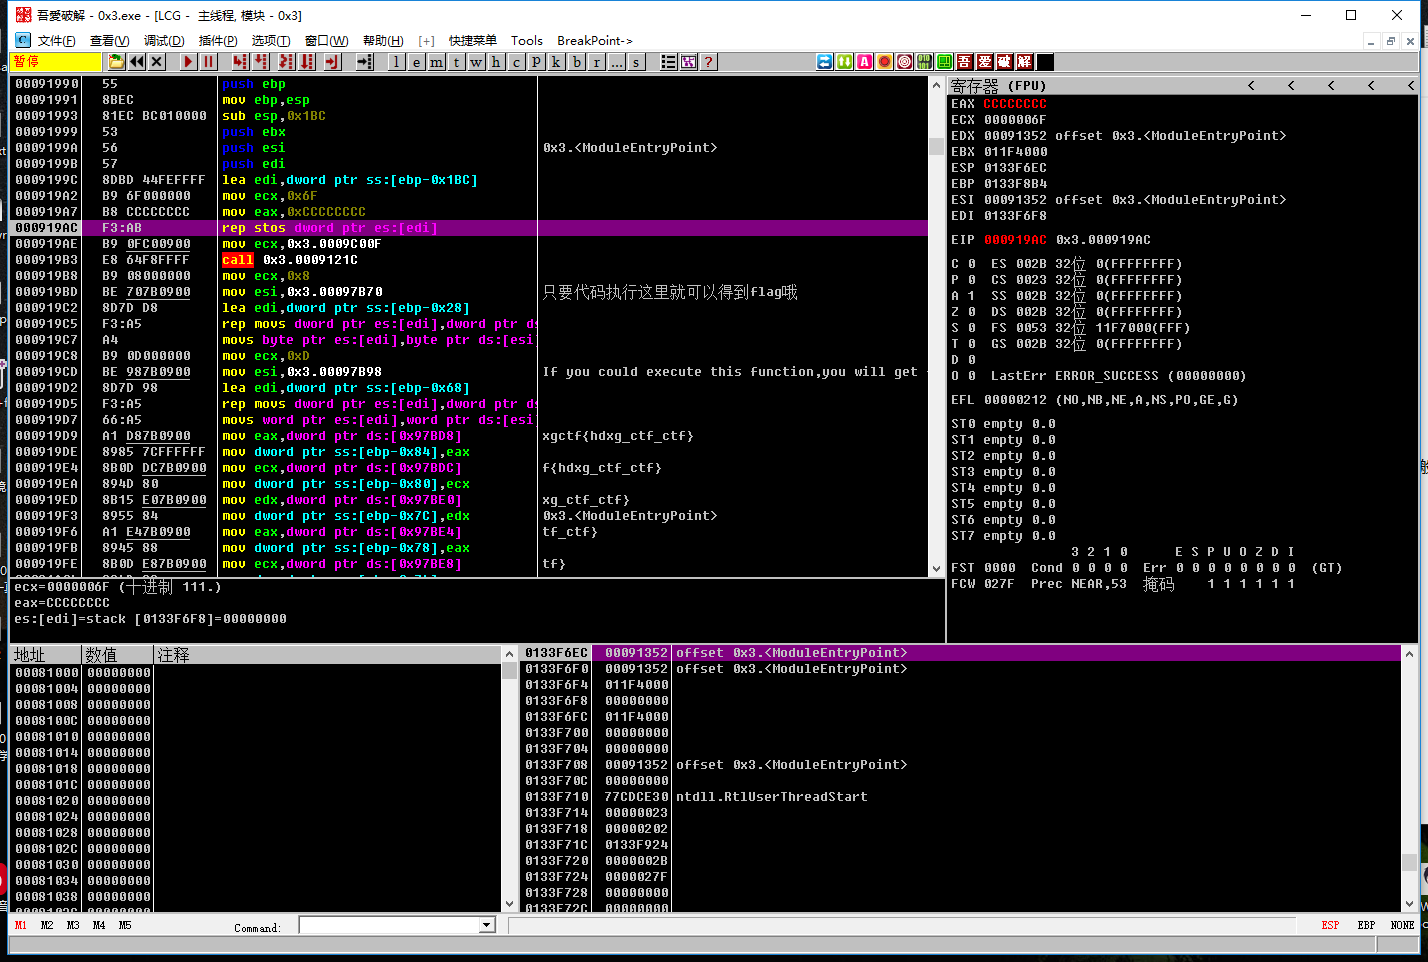 吾愛破解 - 0x3.exe - [LCG - 主线程, 模块 - 0x3]
文件(F) 查看(V) 调试(D) 插件(P) 选项(T) 窗口(W) 帮助(H) [+] 快捷菜单 Tools BreakPoint->
暂停 l e m t w h c p k b r ... s ? 吾 爱 破 解
00091990 55 push ebp
00091991 8BEC mov ebp,esp
00091993 81EC BC010000 sub esp,0x1BC
00091999 53 push ebx
0009199A 56 push esi 0x3.<ModuleEntryPoint>
0009199B 57 push edi
0009199C 8DBD 44FEFFFF lea edi,dword ptr ss:[ebp-0x1BC]
000919A2 B9 6F000000 mov ecx,0x6F
000919A7 B8 CCCCCCCC mov eax,0xCCCCCCCC
000919AC F3:AB rep stos dword ptr es:[edi]
000919AE B9 0FC00900 mov ecx,0x3.0009C00F
000919B3 E8 64F8FFFF call 0x3.0009121C
000919B8 B9 08000000 mov ecx,0x8
000919BD BE 707B0900 mov esi,0x3.00097B70 只要代码执行这里就可以得到flag哦
000919C2 8D7D D8 lea edi,dword ptr ss:[ebp-0x28]
000919C5 F3:A5 rep movs dword ptr es:[edi],dword ptr ds
000919C7 A4 movs byte ptr es:[edi],byte ptr ds:[esi]
000919C8 B9 0D000000 mov ecx,0xD
000919CD BE 987B0900 mov esi,0x3.00097B98 If you could execute this function,you will get
000919D2 8D7D 98 lea edi,dword ptr ss:[ebp-0x68]
000919D5 F3:A5 rep movs dword ptr es:[edi],dword ptr ds
000919D7 66:A5 movs word ptr es:[edi],word ptr ds:[esi]
000919D9 A1 D87B0900 mov eax,dword ptr ds:[0x97BD8] xgctf{hdxg_ctf_ctf}
000919DE 8985 7CFFFFFF mov dword ptr ss:[ebp-0x84],eax
000919E4 8B0D DC7B0900 mov ecx,dword ptr ds:[0x97BDC] f{hdxg_ctf_ctf}
000919EA 894D 80 mov dword ptr ss:[ebp-0x80],ecx
000919ED 8B15 E07B0900 mov edx,dword ptr ds:[0x97BE0] xg_ctf_ctf}
000919F3 8955 84 mov dword ptr ss:[ebp-0x7C],edx 0x3.<ModuleEntryPoint>
000919F6 A1 E47B0900 mov eax,dword ptr ds:[0x97BE4] tf_ctf}
000919FB 8945 88 mov dword ptr ss:[ebp-0x78],eax
000919FE 8B0D E87B0900 mov ecx,dword ptr ds:[0x97BE8] tf}
ecx=0000006F (十进制 111.)
eax=CCCCCCCC
es:[edi]=stack [0133F6F8]=00000000
寄存器 (FPU) < < < < <
EAX CCCCCCCC
ECX 0000006F
EDX 00091352 offset 0x3.<ModuleEntryPoint>
EBX 011F4000
ESP 0133F6EC
EBP 0133F8B4
ESI 00091352 offset 0x3.<ModuleEntryPoint>
EDI 0133F6F8
EIP 000919AC 0x3.000919AC
C 0 ES 002B 32位 0(FFFFFFFF)
P 0 CS 0023 32位 0(FFFFFFFF)
A 1 SS 002B 32位 0(FFFFFFFF)
Z 0 DS 002B 32位 0(FFFFFFFF)
S 0 FS 0053 32位 11F7000(FFF)
T 0 GS 002B 32位 0(FFFFFFFF)
D 0
O 0 LastErr ERROR_SUCCESS (00000000)
EFL 00000212 (NO,NB,NE,A,NS,PO,GE,G)
ST0 empty 0.0
ST1 empty 0.0
ST2 empty 0.0
ST3 empty 0.0
ST4 empty 0.0
ST5 empty 0.0
ST6 empty 0.0
ST7 empty 0.0
3 2 1 0 E S P U O Z D I
FST 0000 Cond 0 0 0 0 Err 0 0 0 0 0 0 0 0 (GT)
FCW 027F Prec NEAR,53 掩码 1 1 1 1 1 1
地址 数值 注释
00081000 00000000
00081004 00000000
00081008 00000000
0008100C 00000000
00081010 00000000
00081014 00000000
00081018 00000000
0008101C 00000000
00081020 00000000
00081024 00000000
00081028 00000000
0008102C 00000000
00081030 00000000
00081034 00000000
00081038 00000000
0133F6EC 00091352 offset 0x3.<ModuleEntryPoint>
0133F6F0 00091352 offset 0x3.<ModuleEntryPoint>
0133F6F4 011F4000
0133F6F8 00000000
0133F6FC 011F4000
0133F700 00000000
0133F704 00000000
0133F708 00091352 offset 0x3.<ModuleEntryPoint>
0133F70C 00000000
0133F710 77CDCE30 ntdll.RtlUserThreadStart
0133F714 00000023
0133F718 00000202
0133F71C 0133F924
0133F720 0000002B
0133F724 0000027F
0133F728 00000000
0133F72C 00000000
M1 M2 M3 M4 M5 Command: ESP EBP NONE